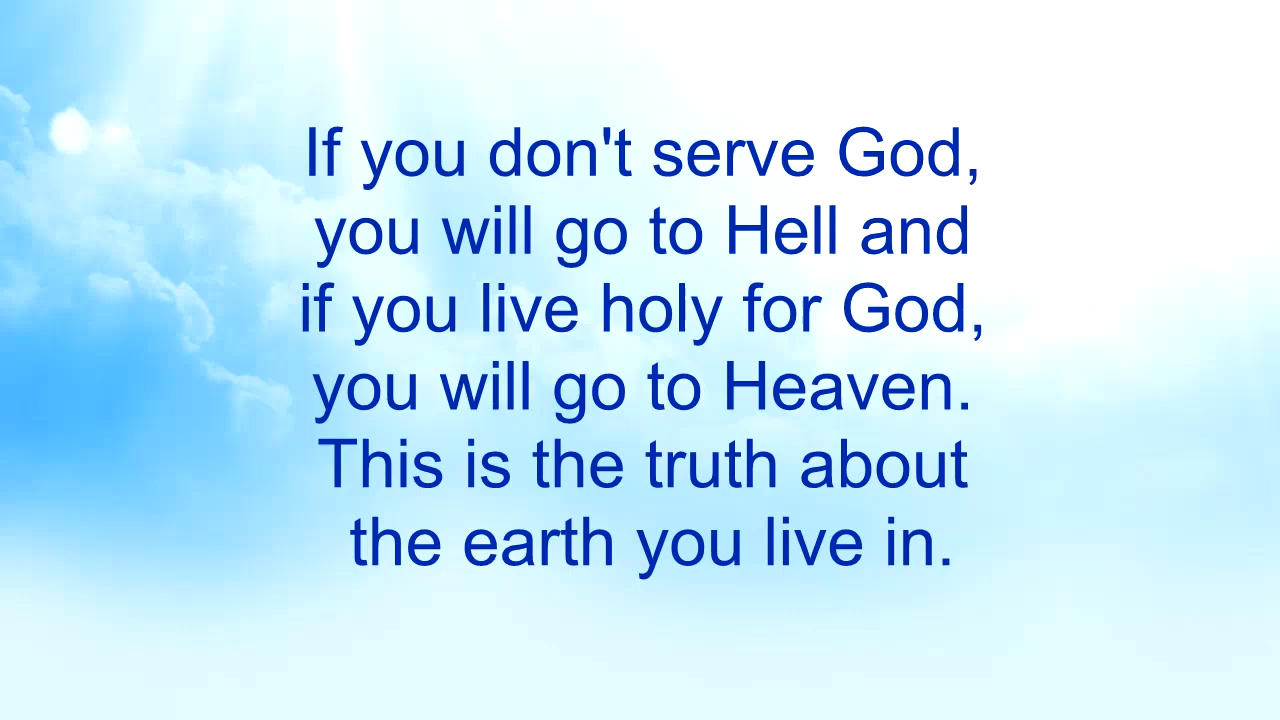 If you don't serve God,
you will go to Hell and
if you live holy for God,
you will go to Heaven.
This is the truth about
the earth you live in.